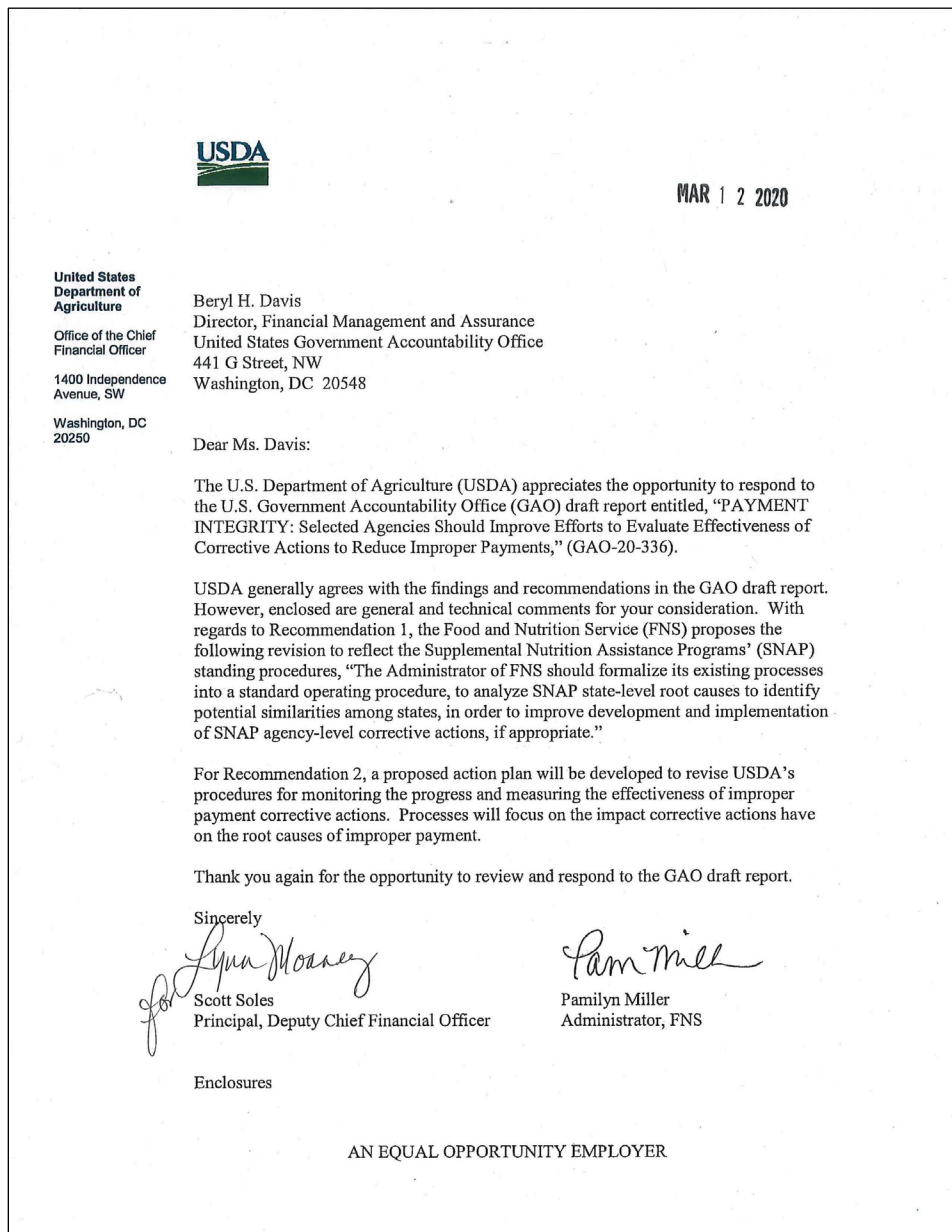 USDA
MAR 1 2 2020
United States
Department of
Agriculture
Office of the Chief
Financial Officer
1400 Independence
Avenue, SW
Washington, DC
20250
Beryl H. Davis
Director, Financial Management and Assurance
United States Government Accountability Office
441 G Street, NW
Washington, DC 20548
Dear Ms. Davis:
The U.S. Department of Agriculture (USDA) appreciates the opportunity to respond to
the U.S. Government Accountability Office (GAO) draft report entitled, “PAYMENT
INTEGRITY: Selected Agencies Should Improve Efforts to Evaluate Effectiveness of
Corrective Actions to Reduce Improper Payments,” (GAO-20-336).
USDA generally agrees with the findings and recommendations in the GAO draft report.
However, enclosed are general and technical comments for your consideration. With
regards to Recommendation 1, the Food and Nutrition Service (FNS) proposes the
following revision to reflect the Supplemental Nutrition Assistance Programs’ (SNAP)
standing procedures, “The Administrator of FNS should formalize its existing processes
into a standard operating procedure, to analyze SNAP state-level root causes to identify
potential similarities among states, in order to improve development and implementation
of SNAP agency-level corrective actions, if appropriate.”
For Recommendation 2, a proposed action plan will be developed to revise USDA’s
procedures for monitoring the progress and measuring the effectiveness of improper
payment corrective actions. Processes will focus on the impact corrective actions have
on the root causes of improper payment.
Thank you again for the opportunity to review and respond to the GAO draft report.
Sincerely
Lynn Moaney
Pam Mill
for
Scott Soles
Principal, Deputy Chief Financial Officer
Pamilyn Miller
Administrator, FNS
Enclosures
AN EQUAL OPPORTUNITY EMPLOYER